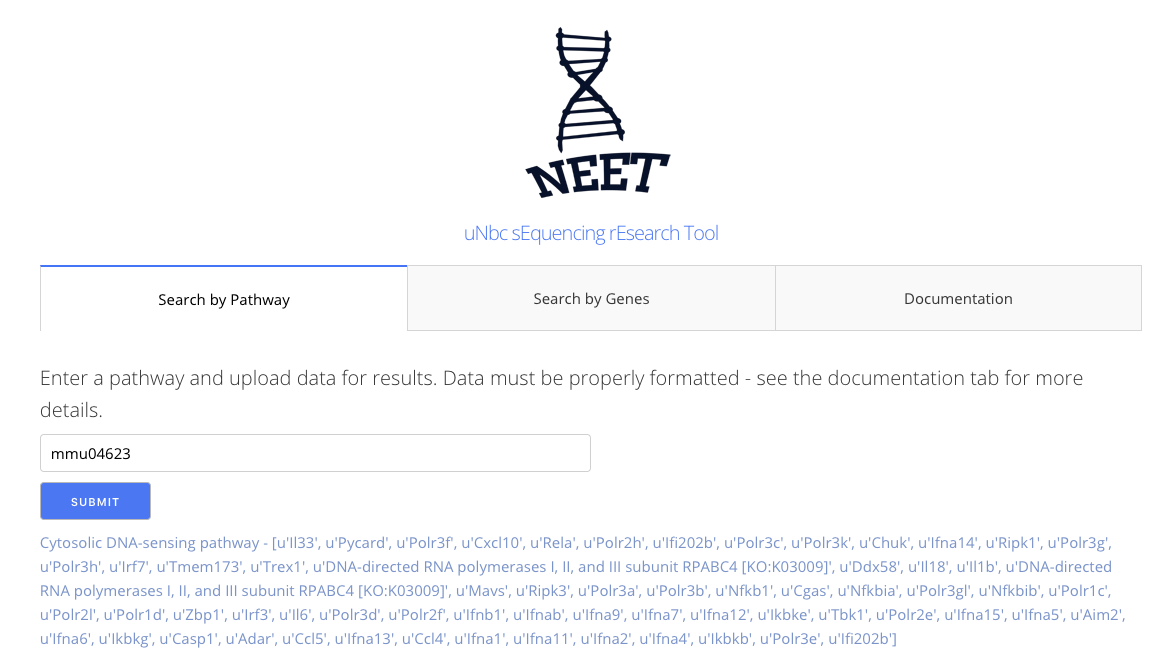 NEET
uNbc sEquencing rEsearch Tool
Search by Pathway
Search by Genes
Documentation
Enter a pathway and upload data for results. Data must be properly formatted - see the documentation tab for more
details.
mmu04623
SUBMIT
Cytosolic DNA-sensing pathway - [u'Il33', u'Pycard', u'Polr3f', u'Cxcl10', u'Rela', u'Polr2h', u'Ifi202b', u'Polr3c', u'Polr3k', u'Chuk', u'Ifna14', u'Ripk1', u'Polr3g',
u'Polr3h', u'Irf7', u'Tmem173', u'Trex1', u'DNA-directed RNA polymerases I, II, and III subunit RPABC4 [KO:K03009]', u'Ddx58', u'Il18', u'Il1b', u'DNA-directed
RNA polymerases I, II, and III subunit RPABC4 [KO:K03009]', u'Mavs', u'Ripk3', u'Polr3a', u'Polr3b', u'Nfkb1', u'Cgas', u'Nfkbia', u'Polr3gl', u'Nfkbib', u'Polr1c',
u'Polr2l', u'Polr1d', u'Zbp1', u'Irf3', u'Il6', u'Polr3d', u'Polr2f', u'Ifnb1', u'Ifnab', u'Ifna9', u'Ifna7', u'Ifna12', u'Ikbke', u'Tbk1', u'Polr2e', u'Ifna15', u'Ifna5', u'Aim2',
u'Ifna6', u'Ikbkg', u'Casp1', u'Adar', u'Ccl5', u'Ifna13', u'Ccl4', u'Ifna1', u'Ifna11', u'Ifna2', u'Ifna4', u'Ikbkb', u'Polr3e', u'Ifi202b']